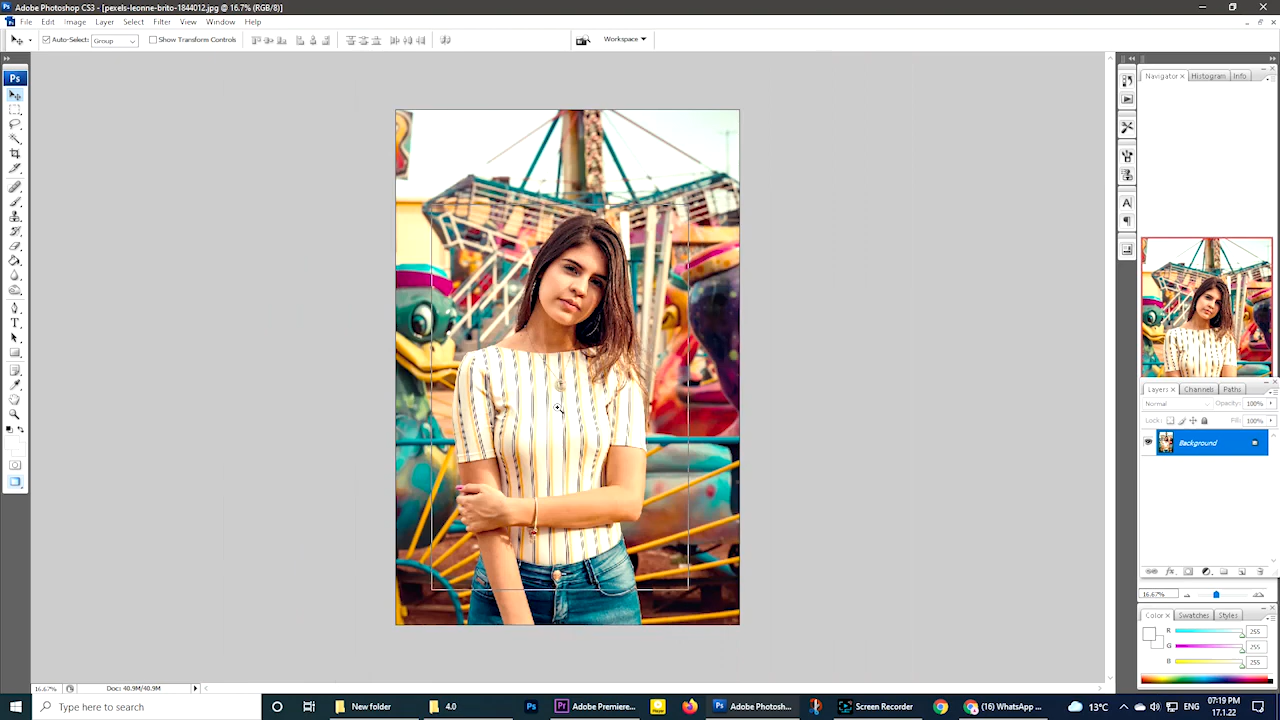 Adobe Photoshop CS3 - [pexels-leonne-brito-1844012.jpg @ 16.7% (RGB/8)]
File Edit Image Layer Select Filter View Window Help
Auto-Select: Group Show Transform Controls Workspace
Ps
Navigator Histogram Info
Layers Channels Paths
Normal Opacity: 100%
Lock: Fill: 100%
Background
16.67%
Color Swatches Styles
R 255
G 255
B 255
16.67% Doc: 40.9M/40.9M
Type here to search New folder 4.0 Ps Pr Adobe Premiere... Ps Adobe Photosh... Screen Recorder (16) WhatsApp ... 13°C 07:19 PM
17.1.22